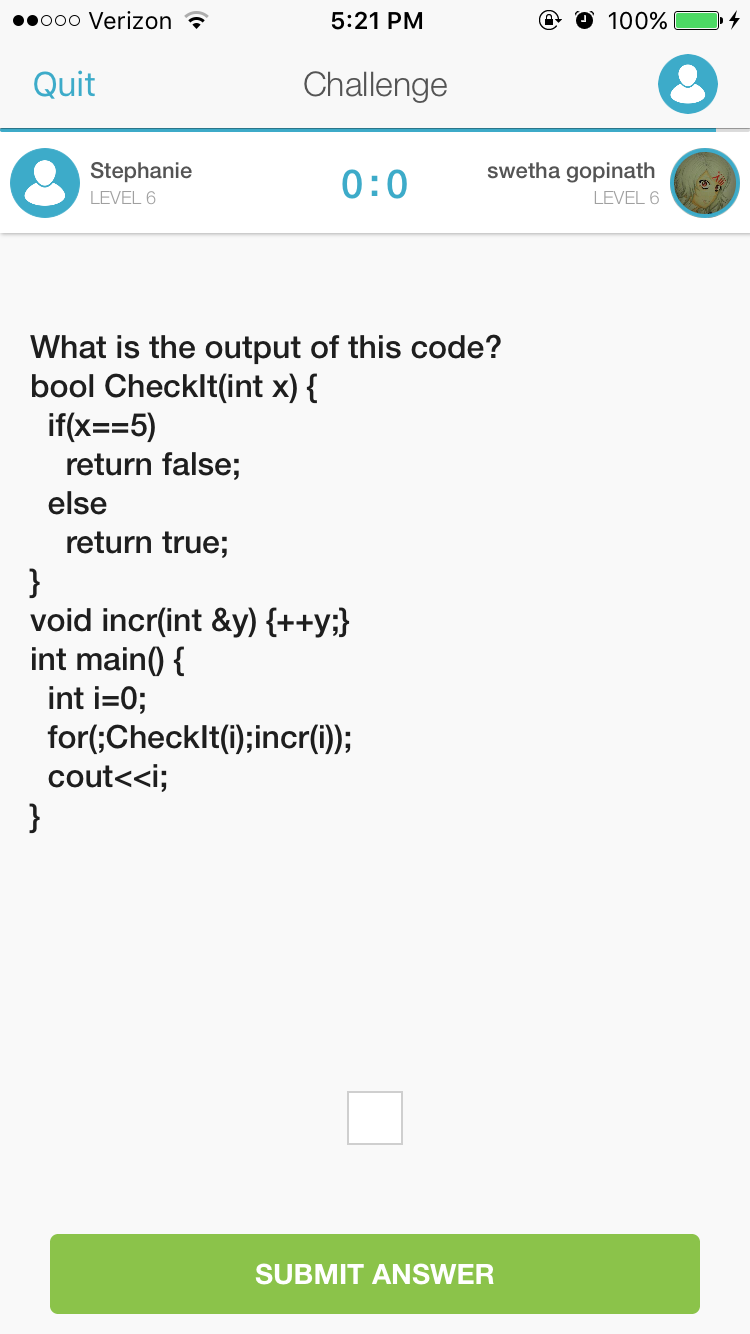 Verizon 5:21 PM 100%
Quit Challenge
Stephanie 0:0 swetha gopinath
LEVEL 6 LEVEL 6
What is the output of this code?
bool CheckIt(int x) {
if(x==5)
return false;
else
return true;
}
void incr(int &y) {++y;}
int main() {
int i=0;
for(;CheckIt(i);incr(i));
cout<<i;
}
SUBMIT ANSWER